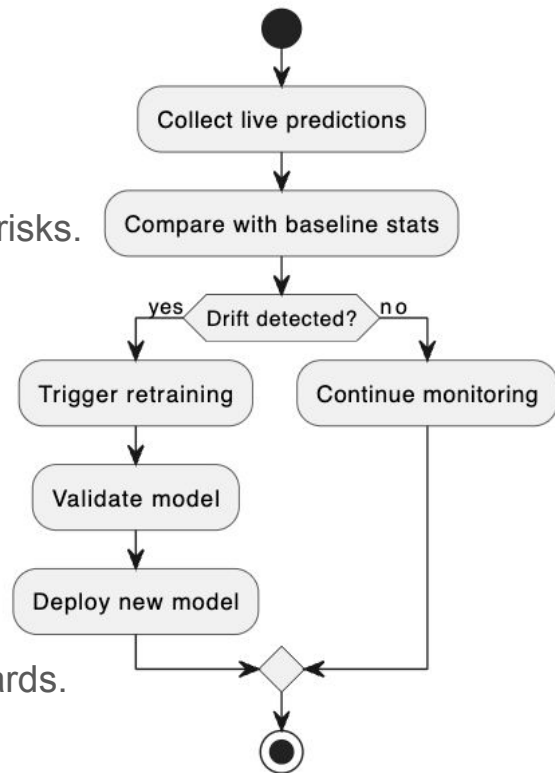 Collect live predictions
risks.
Compare with baseline stats
yes
Drift detected?
no
Trigger retraining
Continue monitoring
Validate model
Deploy new model
ards.